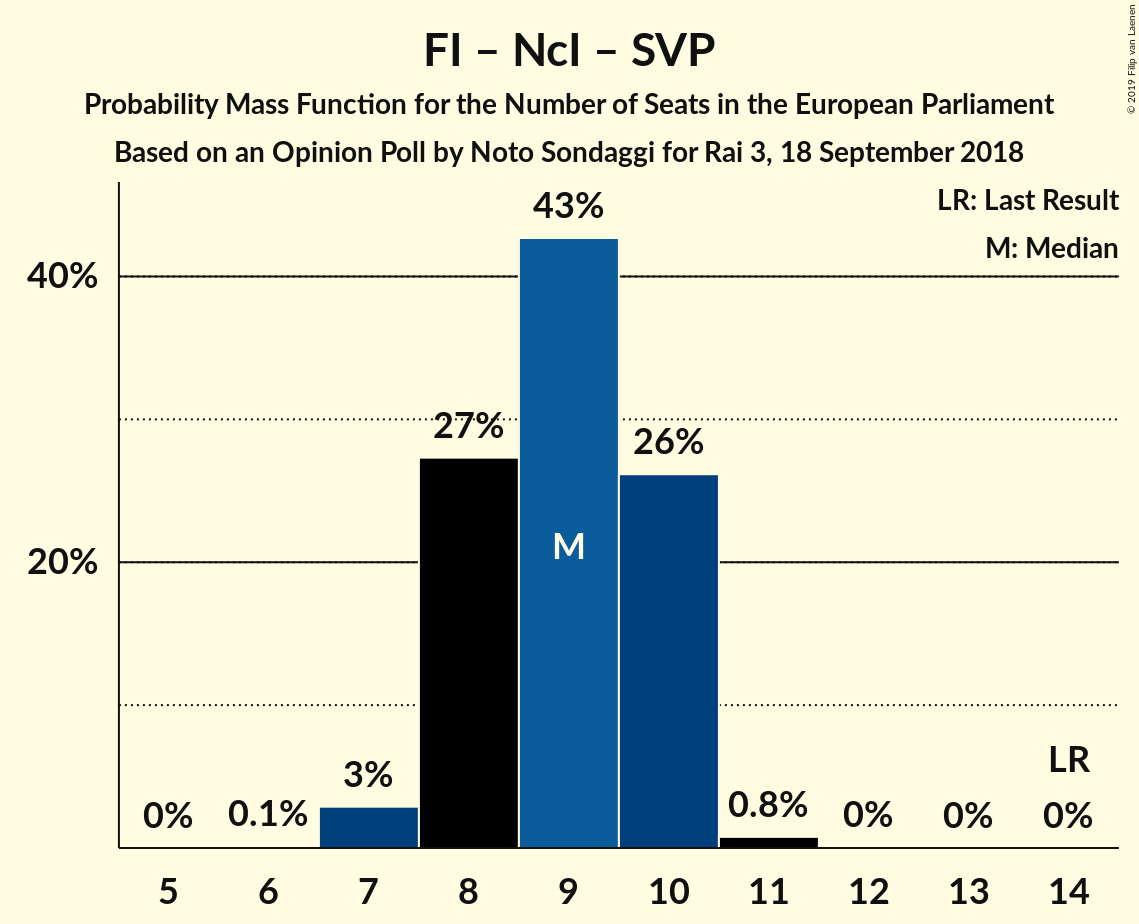 FI – NcI – SVP
Probability Mass Function for the Number of Seats in the European Parliament
Based on an Opinion Poll by Noto Sondaggi for Rai 3, 18 September 2018
© 2019 Filip van Laenen
LR: Last Result
M: Median
40%
20%
0%
0.1%
3%
27%
43%
M
26%
0.8%
0%
0%
LR
0%
5 6 7 8 9 10 11 12 13 14